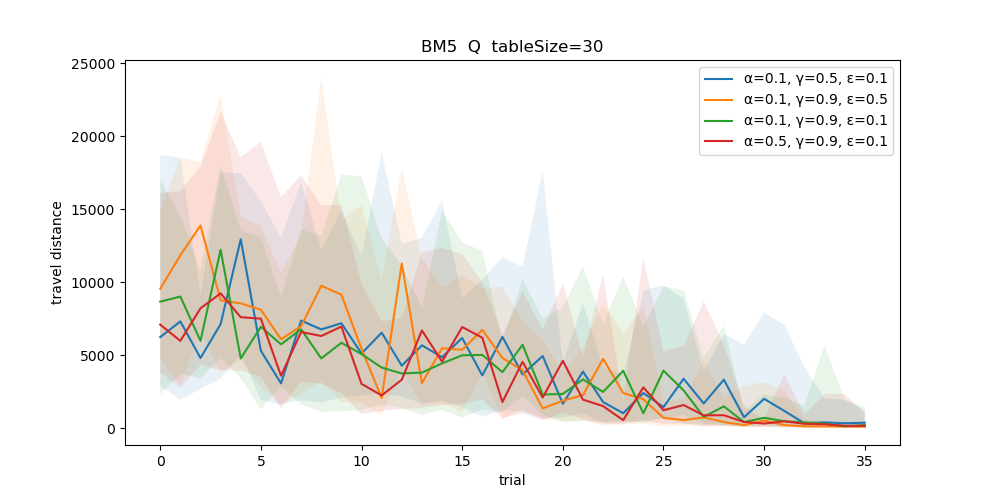 BM5  Q  tableSize=30
25000
20000
15000
10000
5000
0
travel distance
α=0.1, γ=0.5, ε=0.1
α=0.1, γ=0.9, ε=0.5
α=0.1, γ=0.9, ε=0.1
α=0.5, γ=0.9, ε=0.1
0 5 10 15 20 25 30 35
trial